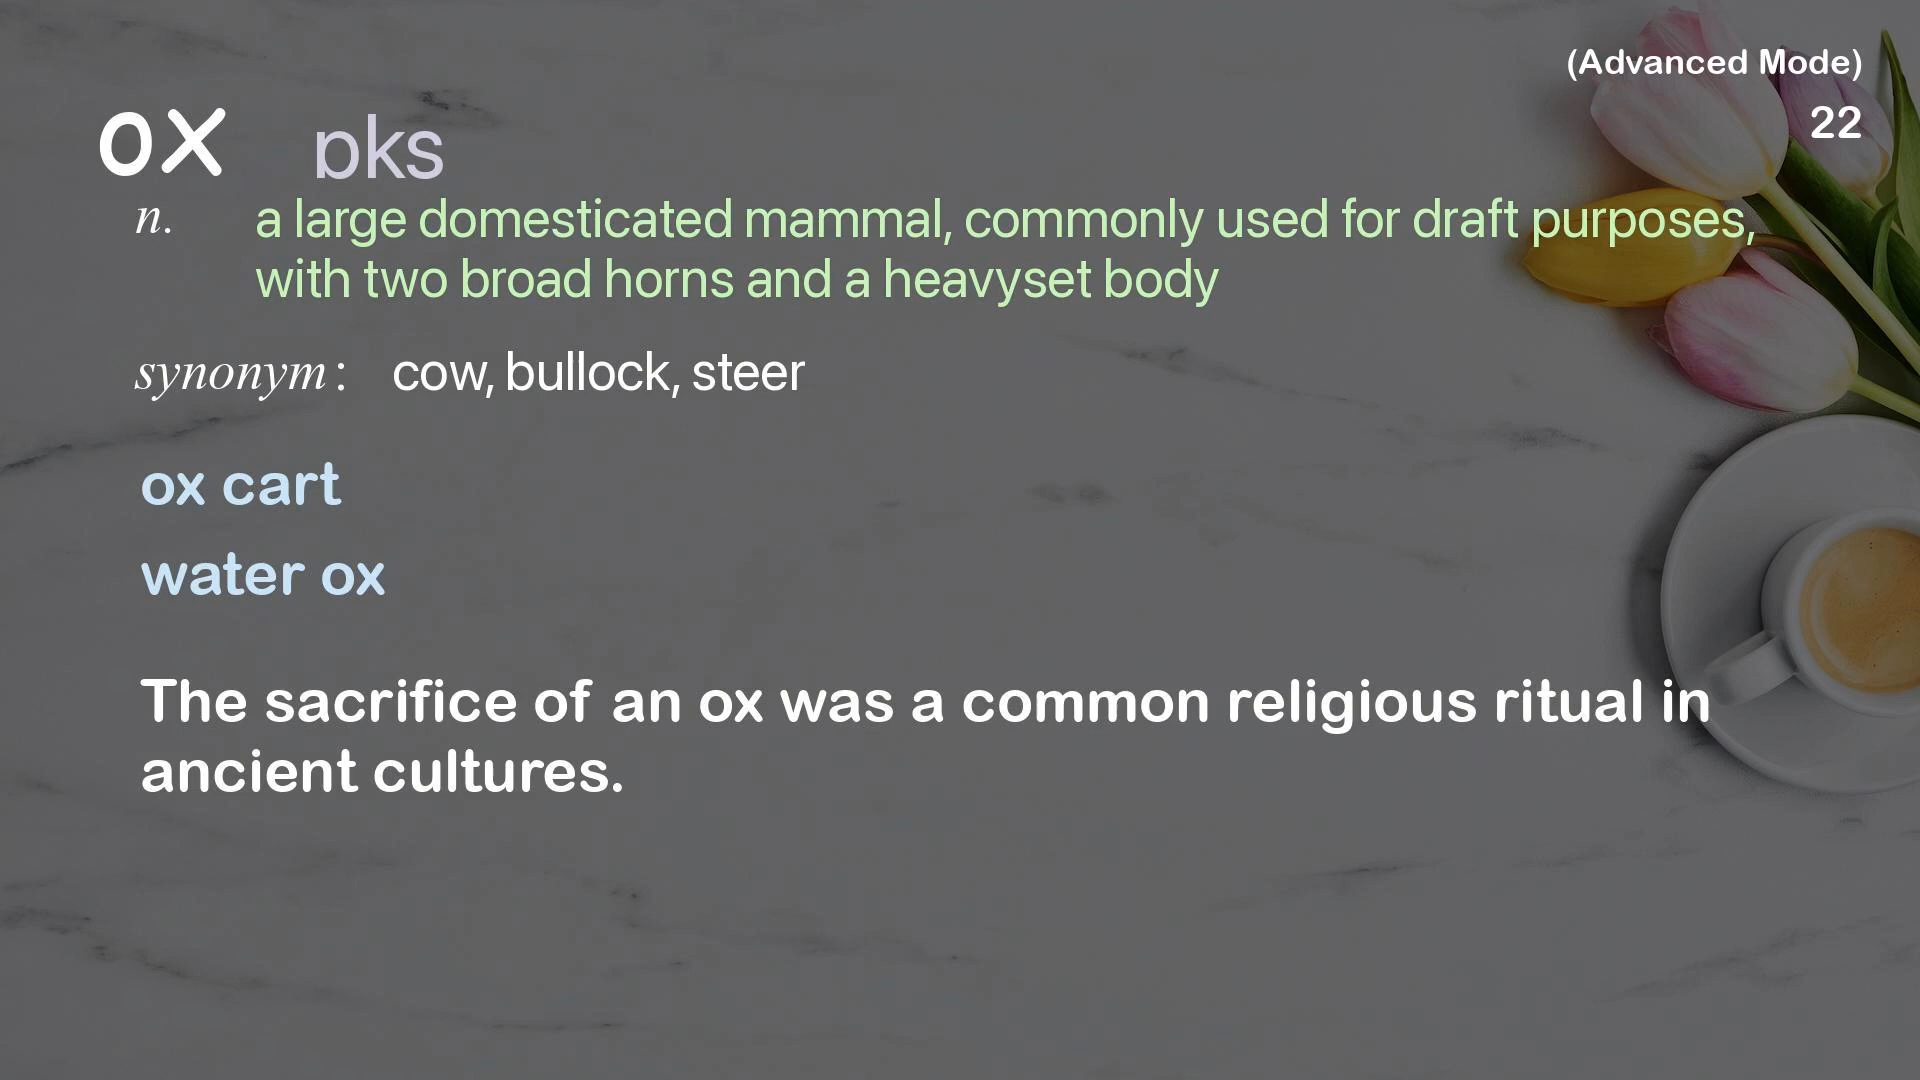 (Advanced Mode)
22
ox ɒks
n. a large domesticated mammal, commonly used for draft purposes,
with two broad horns and a heavyset body
synonym : cow, bullock, steer
ox cart
water ox
The sacrifice of an ox was a common religious ritual in
ancient cultures.